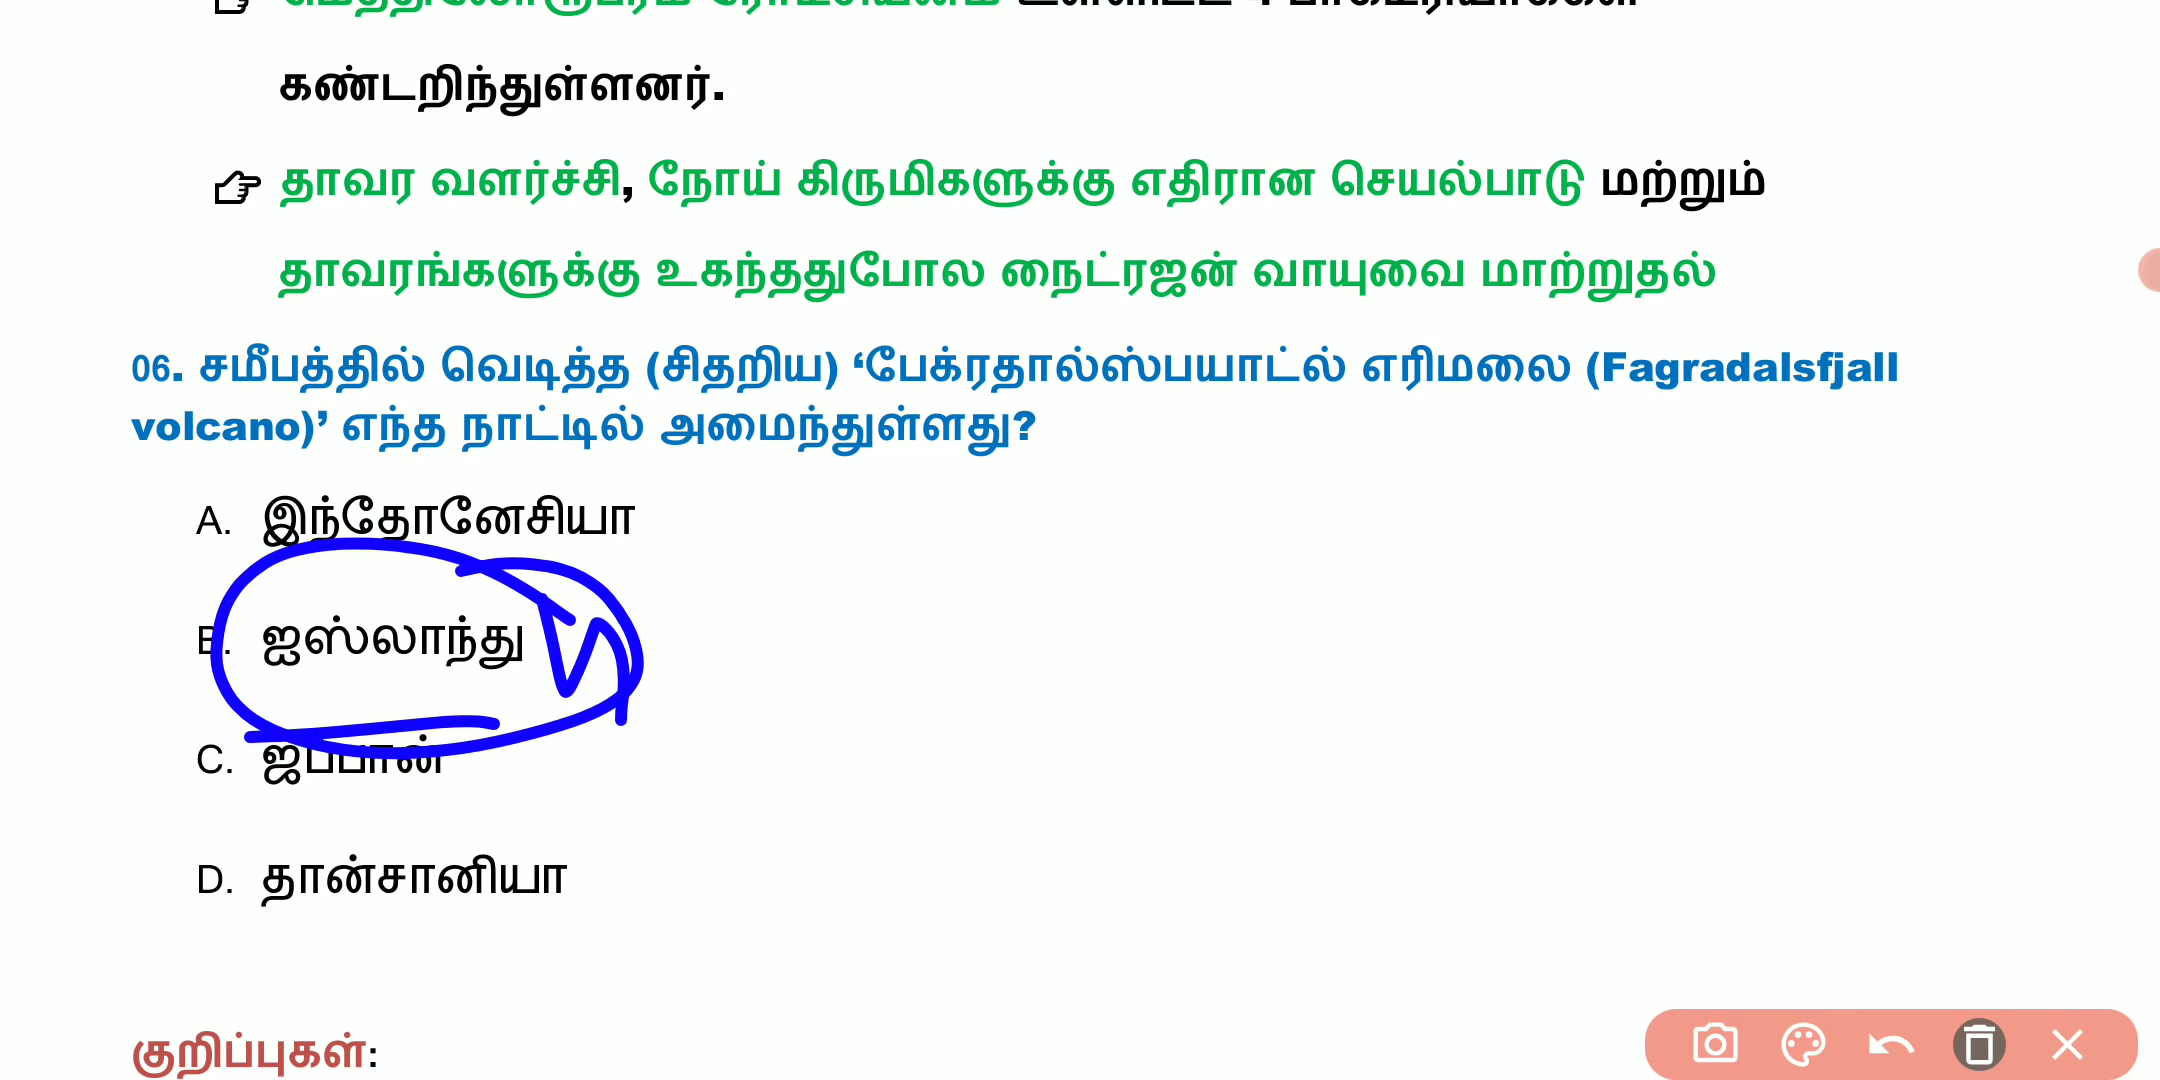 கண்டறிந்துள்ளனர்.
தாவர வளர்ச்சி, நோய் கிருமிகளுக்கு எதிரான செயல்பாடு மற்றும்
தாவரங்களுக்கு உகந்ததுபோல நைட்ரஜன் வாயுவை மாற்றுதல்
06. சமீபத்தில் வெடித்த (சிதறிய) ‘பேக்ரதால்ஸ்பயாட்ல் எரிமலை (Fagradalsfjall
volcano)’ எந்த நாட்டில் அமைந்துள்ளது?
A. இந்தோனேசியா
B. ஐஸ்லாந்து
C. ஜப்பான்
D. தான்சானியா
குறிப்புகள்: